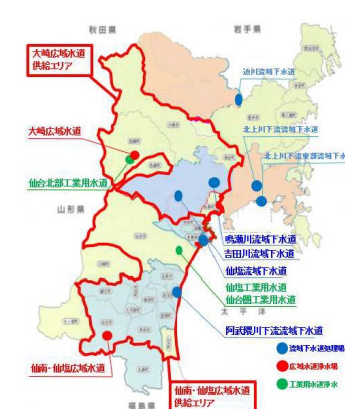 秋田県
岩手県
大崎広域水道
供給エリア
迫川流域下水道
大崎広域水道
北上川下流流域下水道
北上川下流東部流域下水道
仙台北部工業用水道
山形県
鳴瀬川流域下水道
吉田川流域下水道
仙塩流域下水道
仙塩工業用水道
仙台圏工業用水道
太平洋
阿武隈川下流流域下水道
流域下水道処理場
広域水道浄水場
工業用水道浄水
仙南・仙塩広域水道
仙南・仙塩広域水道
供給エリア
福島県